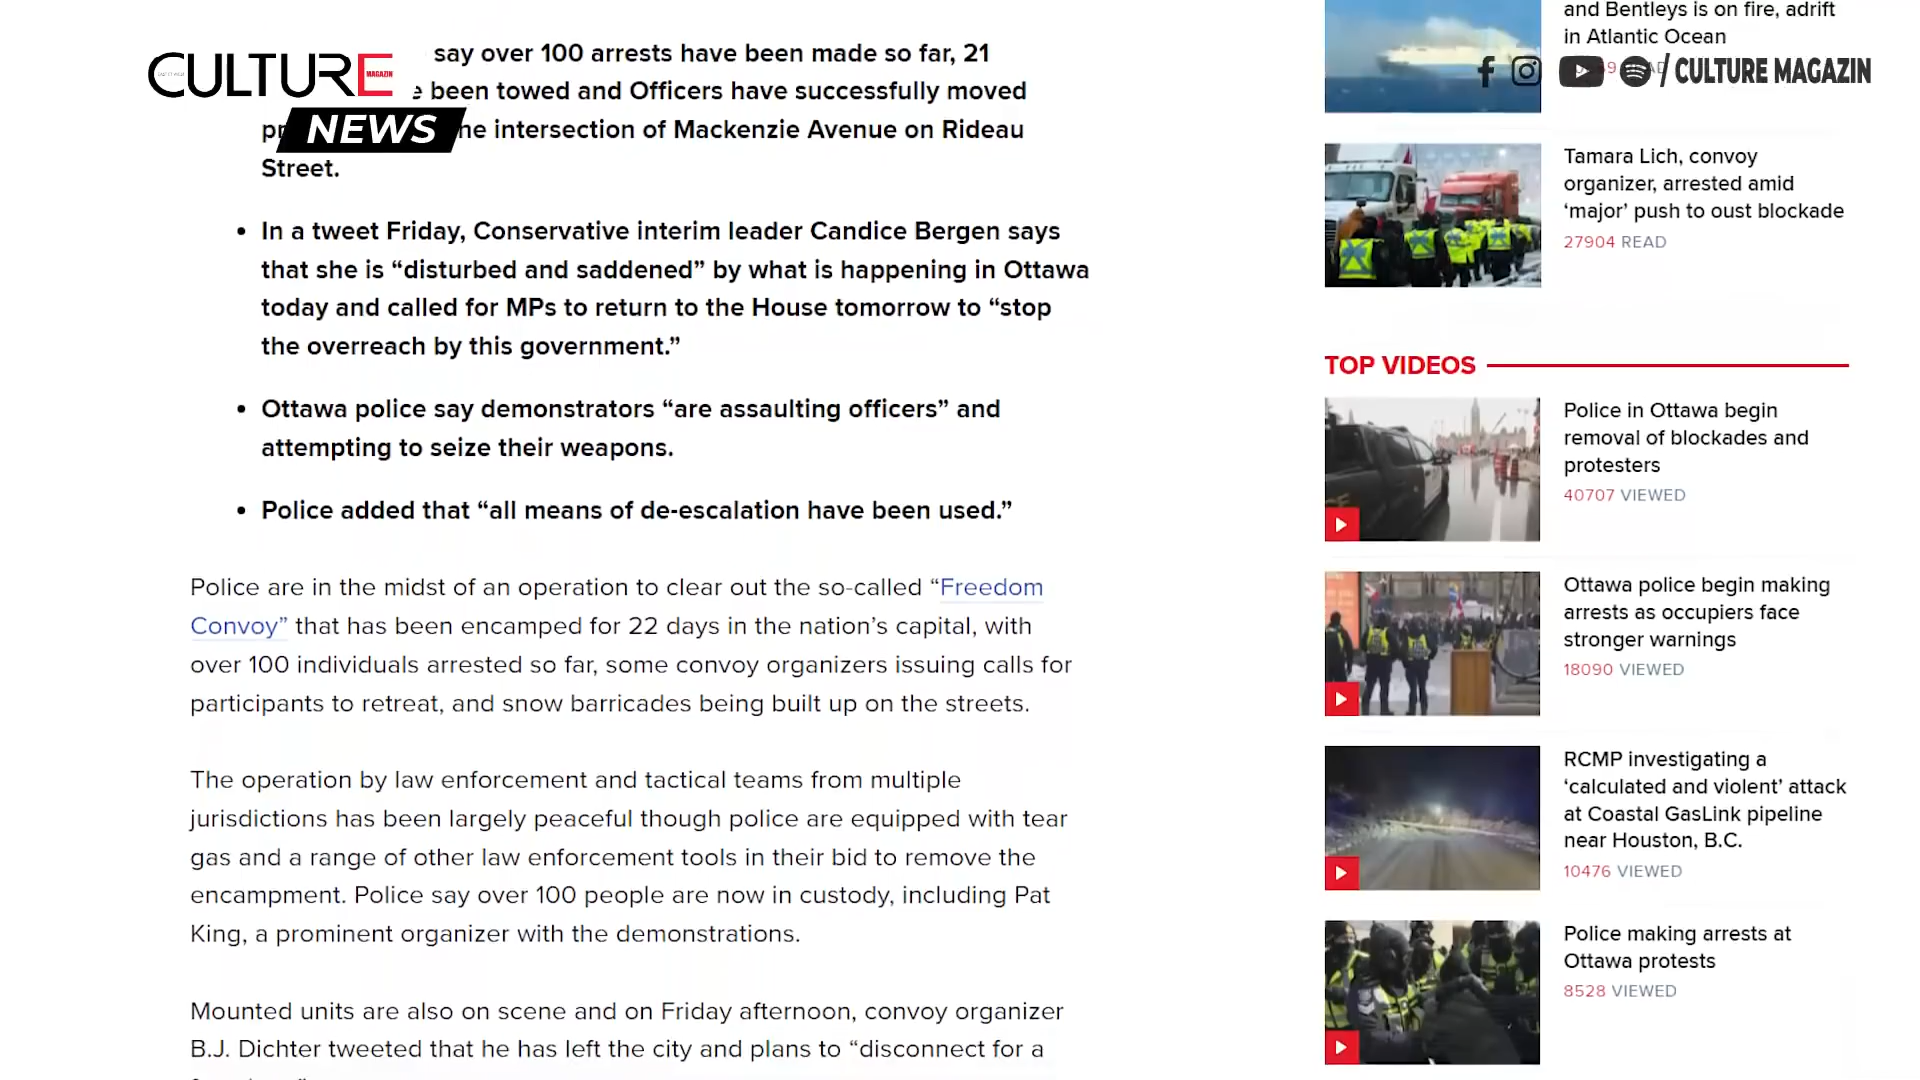 CULTURE
MAGAZIN
NEWS
say over 100 arrests have been made so far, 21
been towed and Officers have successfully moved
the intersection of Mackenzie Avenue on Rideau
Street.
• In a tweet Friday, Conservative interim leader Candice Bergen says
that she is “disturbed and saddened” by what is happening in Ottawa
today and called for MPs to return to the House tomorrow to “stop
the overreach by this government.”
• Ottawa police say demonstrators “are assaulting officers” and
attempting to seize their weapons.
• Police added that “all means of de-escalation have been used.”
Police are in the midst of an operation to clear out the so-called “Freedom
Convoy” that has been encamped for 22 days in the nation’s capital, with
over 100 individuals arrested so far, some convoy organizers issuing calls for
participants to retreat, and snow barricades being built up on the streets.
The operation by law enforcement and tactical teams from multiple
jurisdictions has been largely peaceful though police are equipped with tear
gas and a range of other law enforcement tools in their bid to remove the
encampment. Police say over 100 people are now in custody, including Pat
King, a prominent organizer with the demonstrations.
Mounted units are also on scene and on Friday afternoon, convoy organizer
B.J. Dichter tweeted that he has left the city and plans to “disconnect for a
and Bentleys is on fire, adrift
in Atlantic Ocean
/ CULTURE MAGAZIN
Tamara Lich, convoy
organizer, arrested amid
‘major’ push to oust blockade
27904 READ
TOP VIDEOS
Police in Ottawa begin
removal of blockades and
protesters
40707 VIEWED
Ottawa police begin making
arrests as occupiers face
stronger warnings
18090 VIEWED
RCMP investigating a
‘calculated and violent’ attack
at Coastal GasLink pipeline
near Houston, B.C.
10476 VIEWED
Police making arrests at
Ottawa protests
8528 VIEWED